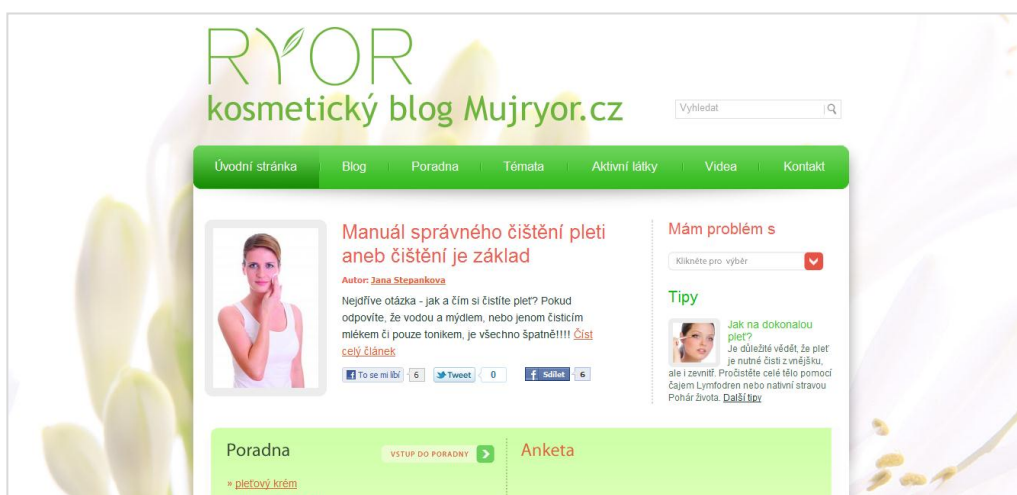 RYOR
kosmetický blog Mujryor.cz
Vyhledat
Úvodní stránka
Blog
Poradna
Témata
Aktivní látky
Videa
Kontakt
Manuál správného čištění pleti
aneb čištění je základ
Autor: Jana Stepankova
Nejdříve otázka - jak a čím si čistíte pleť? Pokud
odpovíte, že vodou a mýdlem, nebo jenom čisticím
mlékem či pouze tonikem, je všechno špatně!!!! Číst
celý článek
To se mi líbí 6
Tweet 0
Sdílet 6
Mám problém s
Klikněte pro výběr
Tipy
Jak na dokonalou
pleť?
Je důležité vědět, že pleť
je nutné čisti z vnějšku,
ale i zevnitř. Pročistěte celé tělo pomocí
čajem Lymfodren nebo nativní stravou
Pohár života. Další tipy
Poradna
VSTUP DO PORADNY
» pleťový krém
Anketa